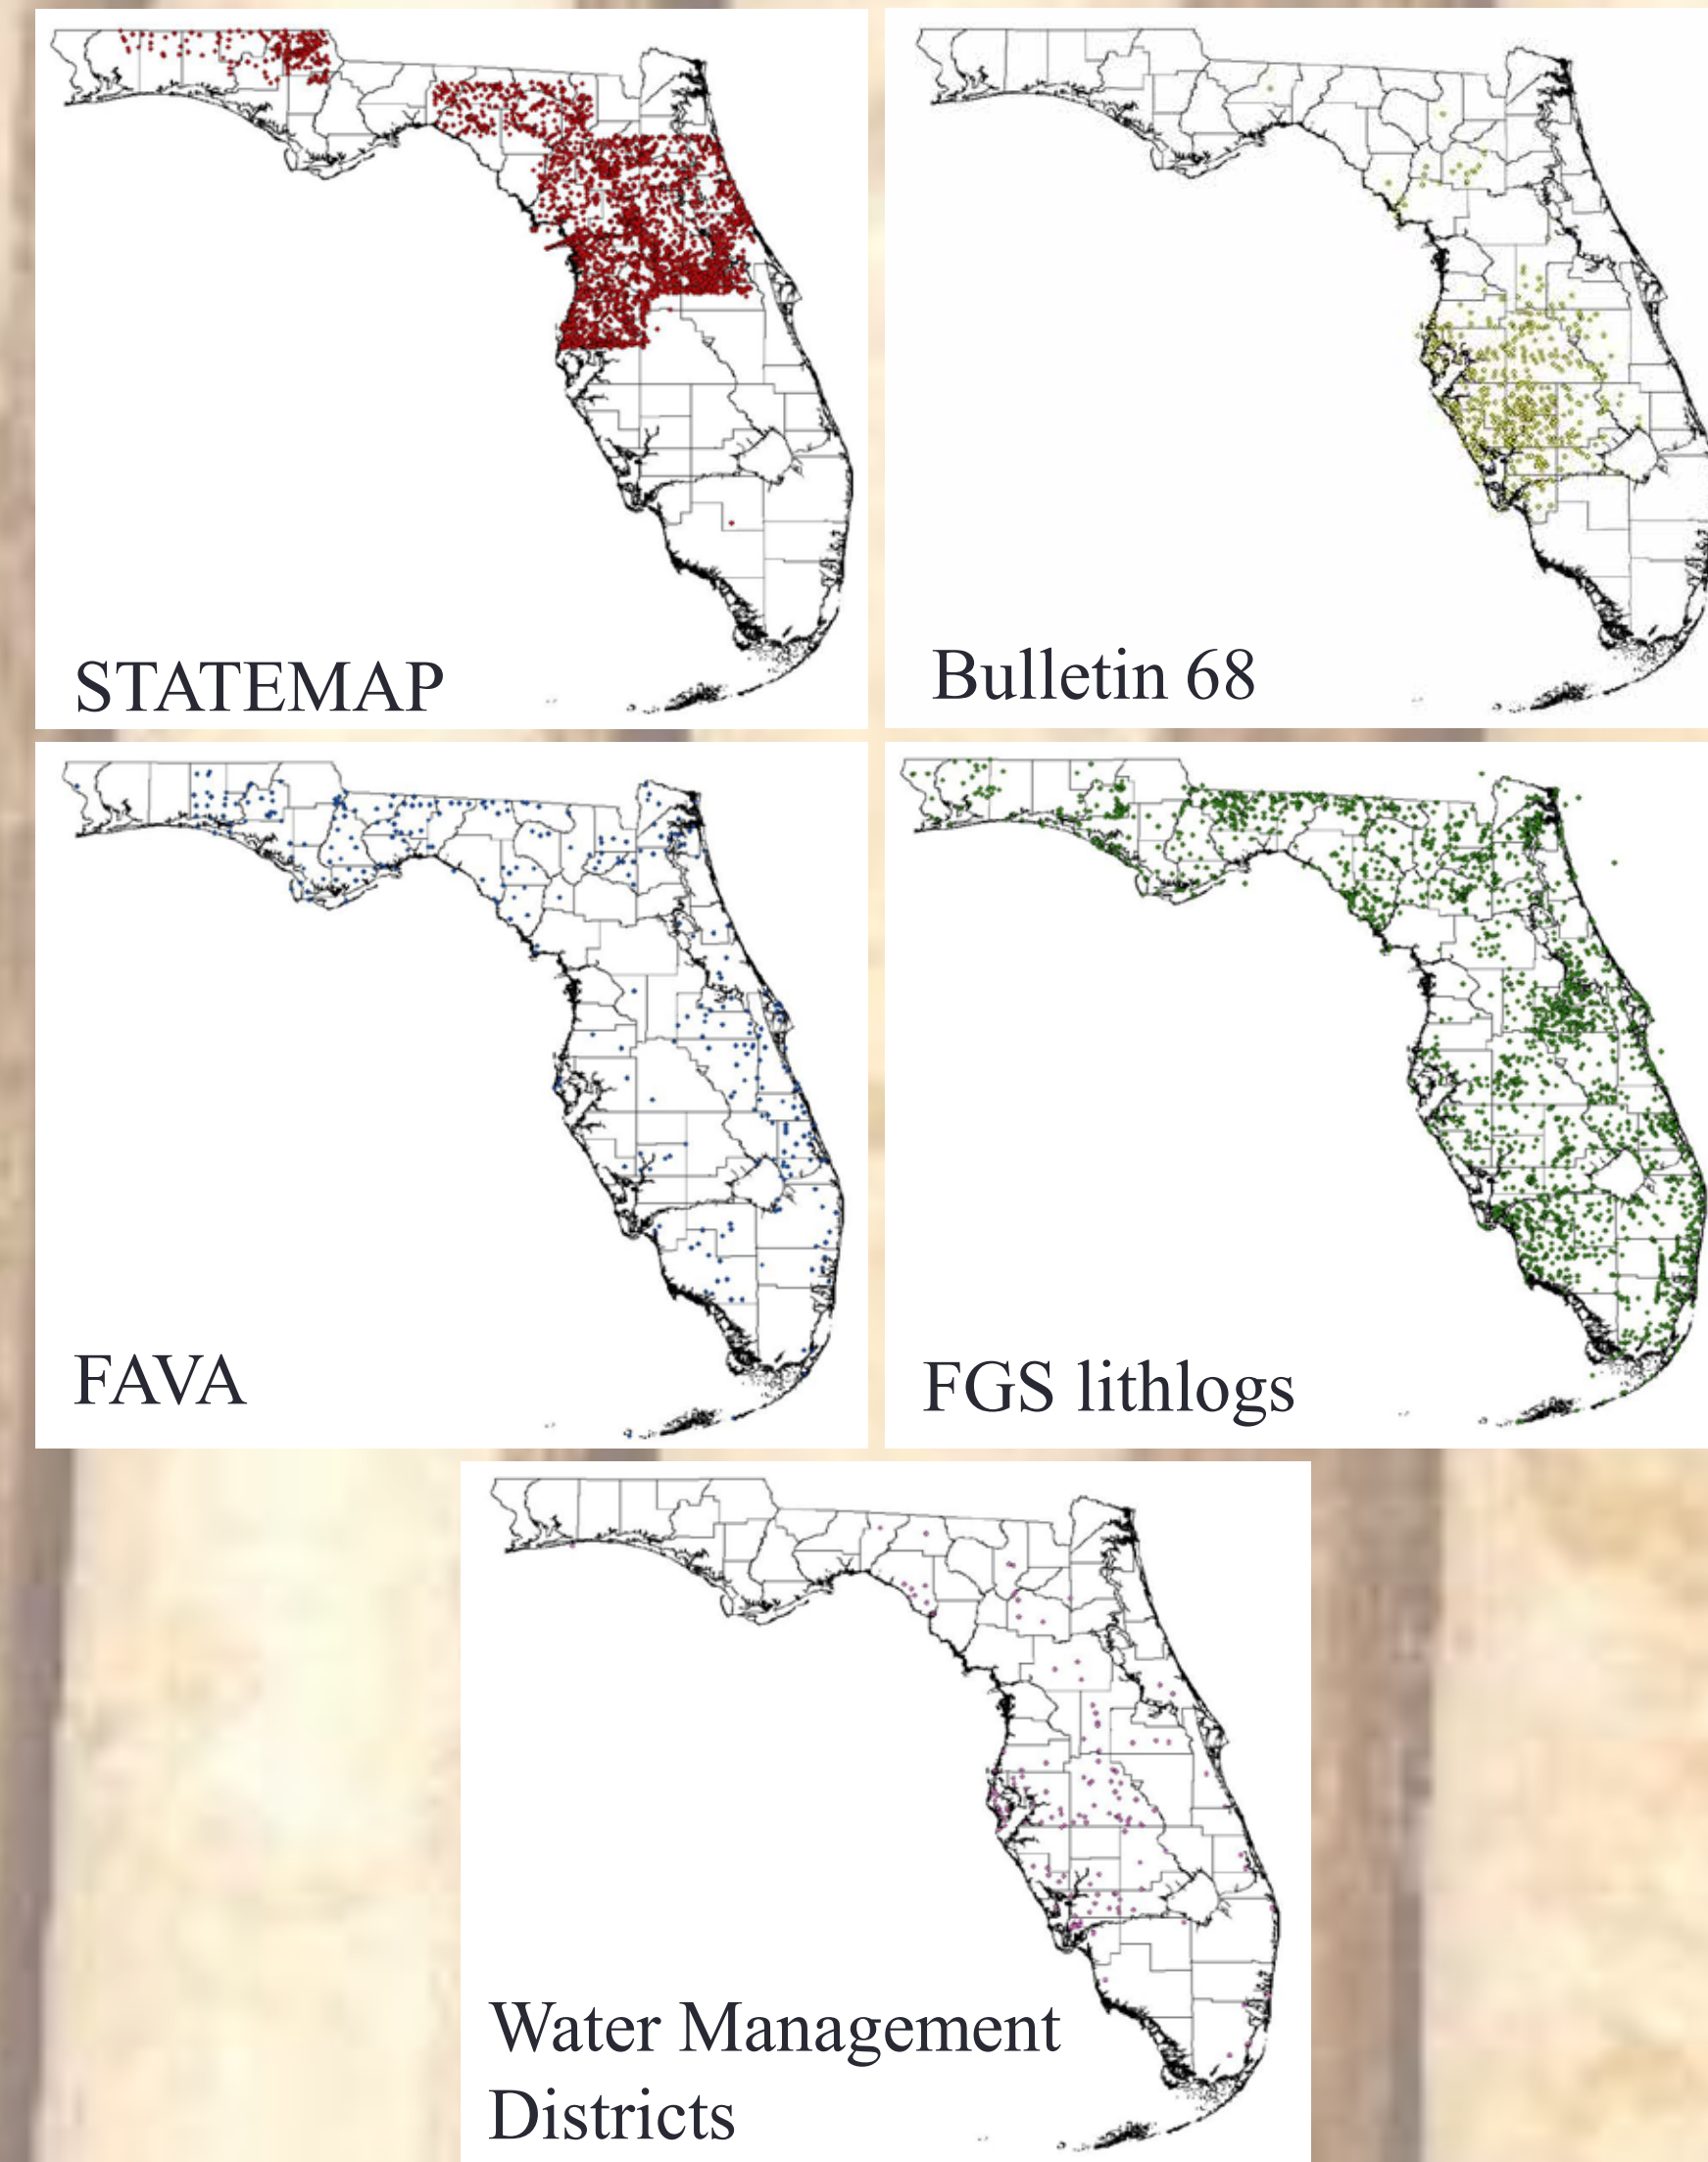 STATEMAP
Bulletin 68
FAVA
FGS lithlogs
Water Management
Districts